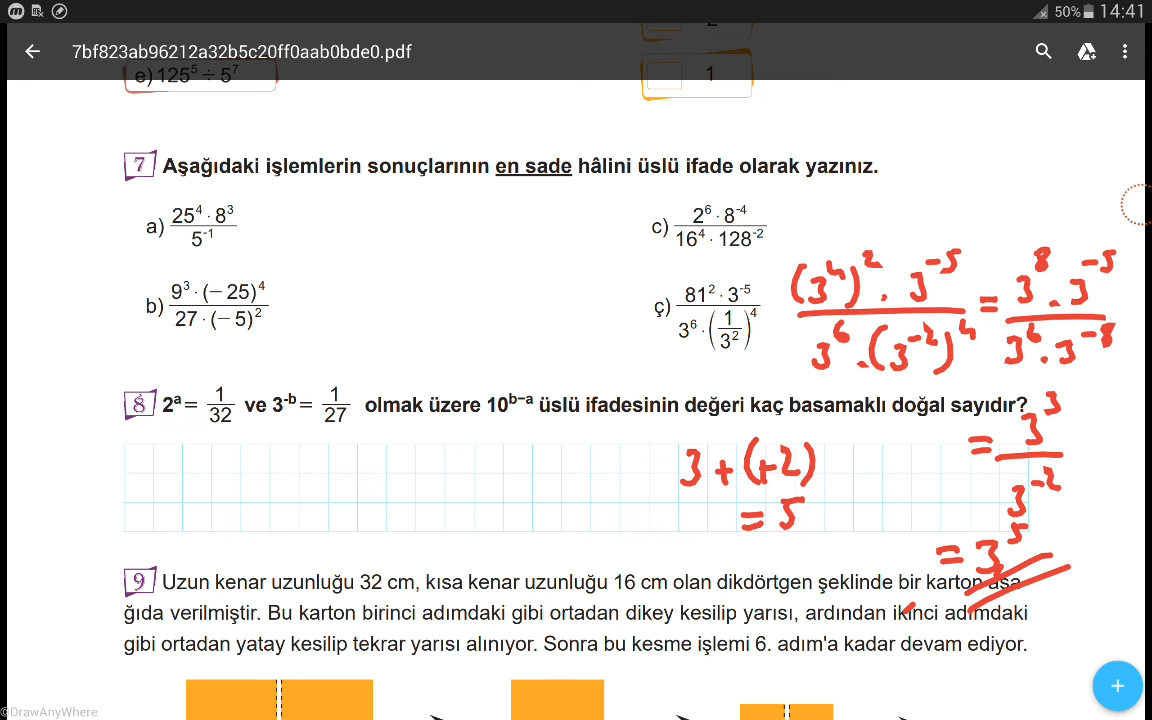 50% 14:41
7bf823ab96212a32b5c20ff0aab0bde0.pdf
e) 125⁵ ÷ 5⁷
1
7 Aşağıdaki işlemlerin sonuçlarının en sade hâlini üslü ifade olarak yazınız.
a) 25⁴ · 8³ / 5⁻¹
c) 2⁶ · 8⁻⁴ / 16⁴ · 128⁻²
b) 9³ · (− 25)⁴ / 27 · (− 5)²
ç) 81² · 3⁻⁵ / 3⁶ · (1/3²)⁴
(3⁴)² · 3⁻⁵ / 3⁶ · (3⁻²)⁴ = 3⁸ · 3⁻⁵ / 3⁶ · 3⁻⁸
= 3³ / 3⁻²
= 3⁵
8 2ᵃ = 1/32 ve 3⁻ᵇ = 1/27 olmak üzere 10ᵇ⁻ᵃ üslü ifadesinin değeri kaç basamaklı doğal sayıdır?
3 + (+2)
= 5
9 Uzun kenar uzunluğu 32 cm, kısa kenar uzunluğu 16 cm olan dikdörtgen şeklinde bir karton aşa
ğıda verilmiştir. Bu karton birinci adımdaki gibi ortadan dikey kesilip yarısı, ardından ikinci adımdaki
gibi ortadan yatay kesilip tekrar yarısı alınıyor. Sonra bu kesme işlemi 6. adım'a kadar devam ediyor.
©DrawAnyWhere